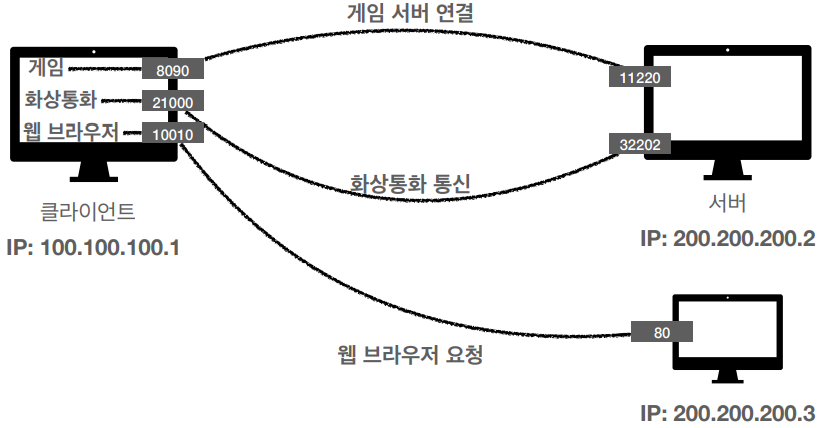 게임 서버 연결
게임
8090
11220
화상통화
21000
웹 브라우저
10010
32202
화상통화 통신
클라이언트
서버
IP: 100.100.100.1
IP: 200.200.200.2
80
웹 브라우저 요청
IP: 200.200.200.3